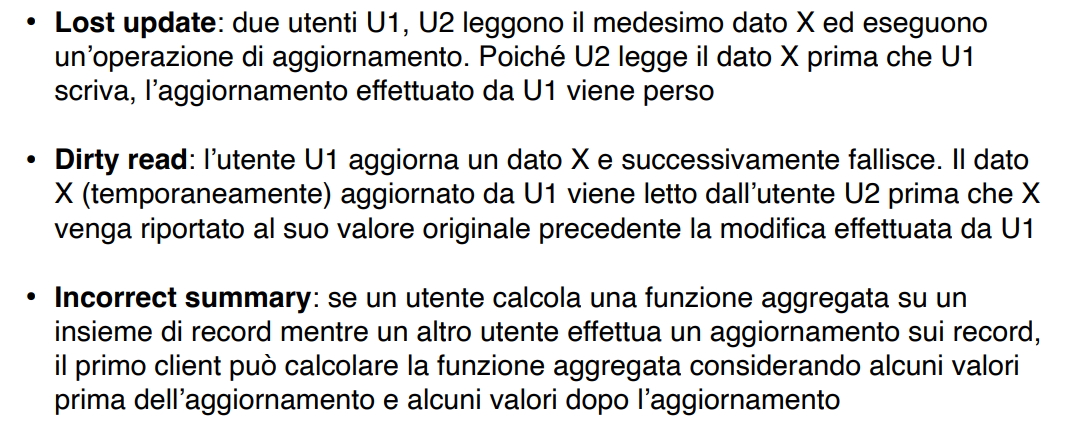 • Lost update: due utenti U1, U2 leggono il medesimo dato X ed eseguono
un’operazione di aggiornamento. Poiché U2 legge il dato X prima che U1
scriva, l’aggiornamento effettuato da U1 viene perso
• Dirty read: l’utente U1 aggiorna un dato X e successivamente fallisce. Il dato
X (temporaneamente) aggiornato da U1 viene letto dall’utente U2 prima che X
venga riportato al suo valore originale precedente la modifica effettuata da U1
• Incorrect summary: se un utente calcola una funzione aggregata su un
insieme di record mentre un altro utente effettua un aggiornamento sui record,
il primo client può calcolare la funzione aggregata considerando alcuni valori
prima dell’aggiornamento e alcuni valori dopo l’aggiornamento